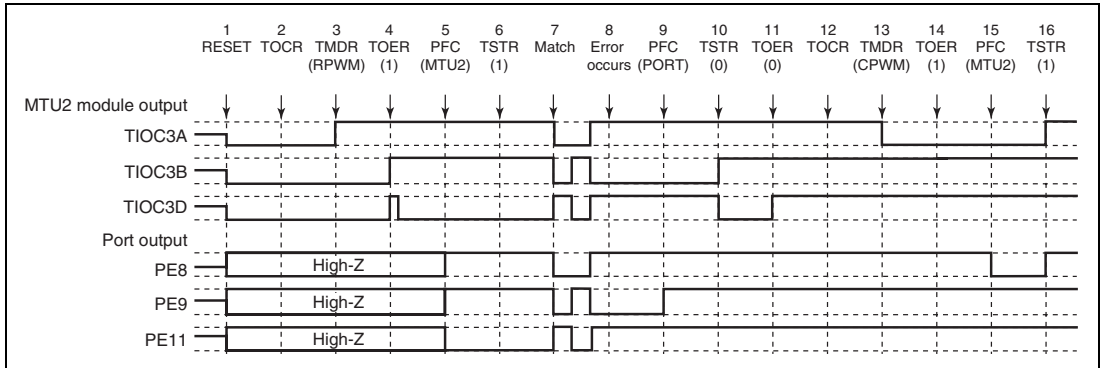 1 2 3 4 5 6 7 8 9 10 11 12 13 14 15 16
RESET TOCR TMDR TOER PFC TSTR Match Error PFC TSTR TOER TOCR TMDR TOER PFC TSTR
(RPWM) (1) (MTU2) (1) occurs (PORT) (0) (0) (CPWM) (1) (MTU2) (1)
MTU2 module output
TIOC3A
TIOC3B
TIOC3D
Port output
PE8 High-Z
PE9 High-Z
PE11 High-Z